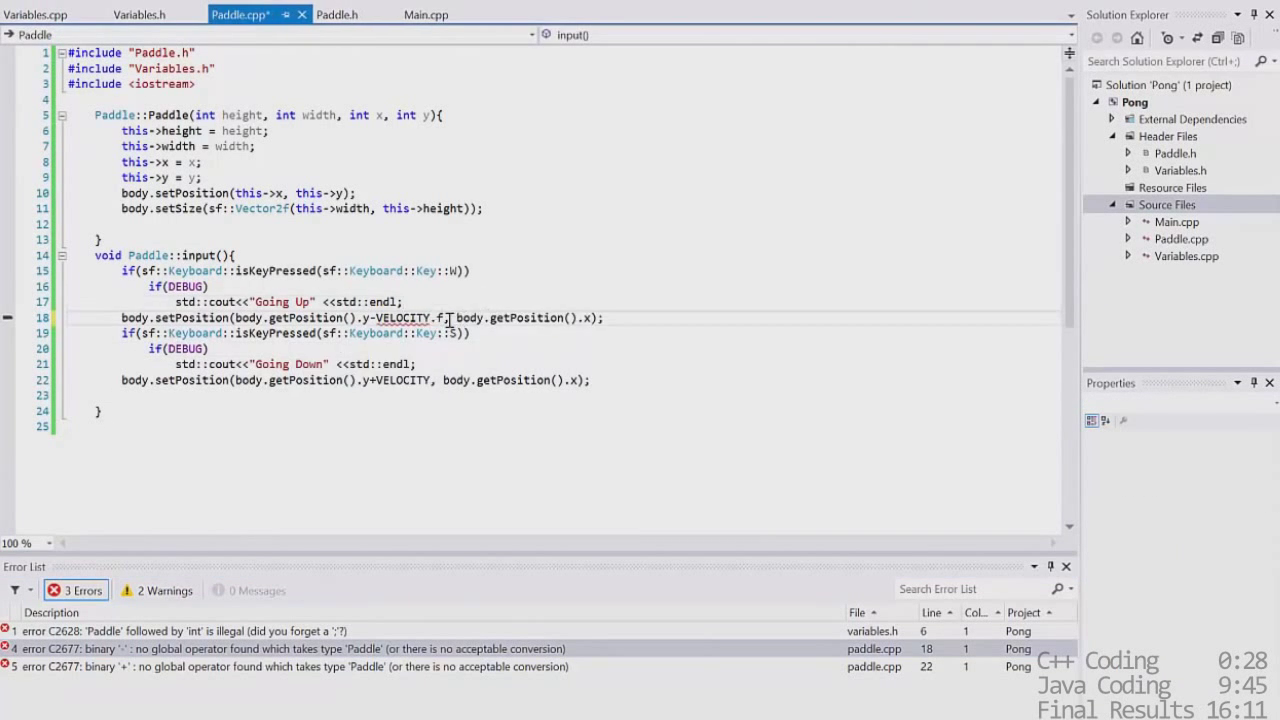 Variables.cpp Variables.h Paddle.cpp* Paddle.h Main.cpp
Paddle input()
1 #include "Paddle.h"
2 #include "Variables.h"
3 #include <iostream>
4
5 Paddle::Paddle(int height, int width, int x, int y){
6 this->height = height;
7 this->width = width;
8 this->x = x;
9 this->y = y;
10 body.setPosition(this->x, this->y);
11 body.setSize(sf::Vector2f(this->width, this->height));
12
13 }
14 void Paddle::input(){
15 if(sf::Keyboard::isKeyPressed(sf::Keyboard::Key::W))
16 if(DEBUG)
17 std::cout<<"Going Up" <<std::endl;
18 body.setPosition(body.getPosition().y-VELOCITY.f, body.getPosition().x);
19 if(sf::Keyboard::isKeyPressed(sf::Keyboard::Key::S))
20 if(DEBUG)
21 std::cout<<"Going Down" <<std::endl;
22 body.setPosition(body.getPosition().y+VELOCITY, body.getPosition().x);
23
24 }
25
100 %
Solution Explorer
Search Solution Explorer (Ctrl+;)
Solution 'Pong' (1 project)
Pong
External Dependencies
Header Files
Paddle.h
Variables.h
Resource Files
Source Files
Main.cpp
Paddle.cpp
Variables.cpp
Properties
Error List
3 Errors 2 Warnings 0 Messages Search Error List
Description File Line Col... Project
1 error C2628: 'Paddle' followed by 'int' is illegal (did you forget a ';'?) variables.h 6 1 Pong
4 error C2677: binary '-' : no global operator found which takes type 'Paddle' (or there is no acceptable conversion) paddle.cpp 18 1 Pong
5 error C2677: binary '+' : no global operator found which takes type 'Paddle' (or there is no acceptable conversion) paddle.cpp 22 1 Pong
C++ Coding 0:28
Java Coding 9:45
Final Results 16:11